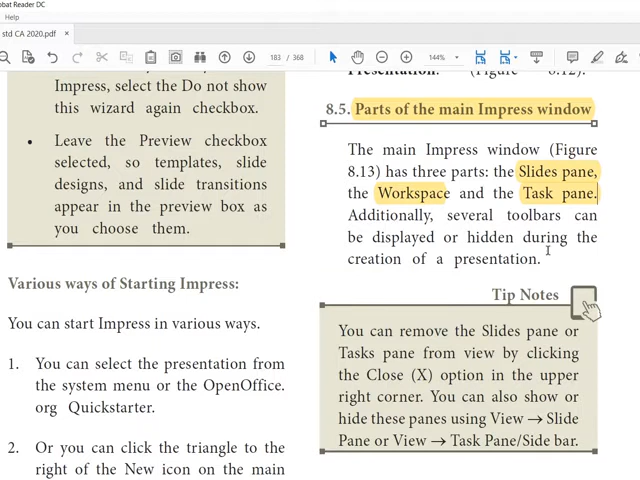 obat Reader DC
Help
std CA 2020.pdf ×
183 / 368
144%
Impress, select the Do not show
this wizard again checkbox.
• Leave the Preview checkbox
selected, so templates, slide
designs, and slide transitions
appear in the preview box as
you choose them.
Various ways of Starting Impress:
You can start Impress in various ways.
1. You can select the presentation from
the system menu or the OpenOffice.
org Quickstarter.
2. Or you can click the triangle to the
right of the New icon on the main
Presentation. (Figure 8.12).
8.5. Parts of the main Impress window
The main Impress window (Figure
8.13) has three parts: the Slides pane,
the Workspace and the Task pane.
Additionally, several toolbars can
be displayed or hidden during the
creation of a presentation.
Tip Notes
You can remove the Slides pane or
Tasks pane from view by clicking
the Close (X) option in the upper
right corner. You can also show or
hide these panes using View → Slide
Pane or View → Task Pane/Side bar.